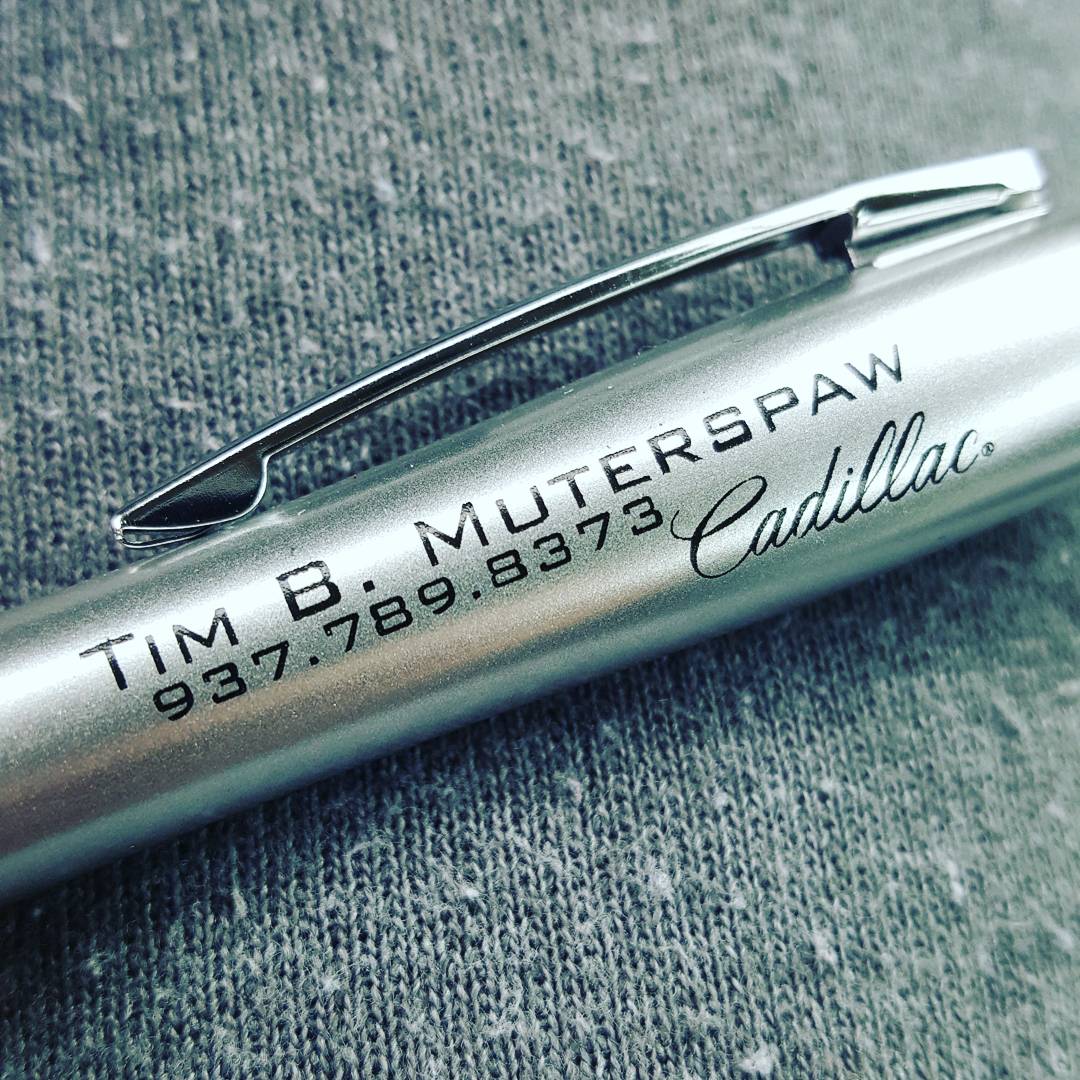 TIM B. MUTERSPAW
937.789.8373
Cadillac®